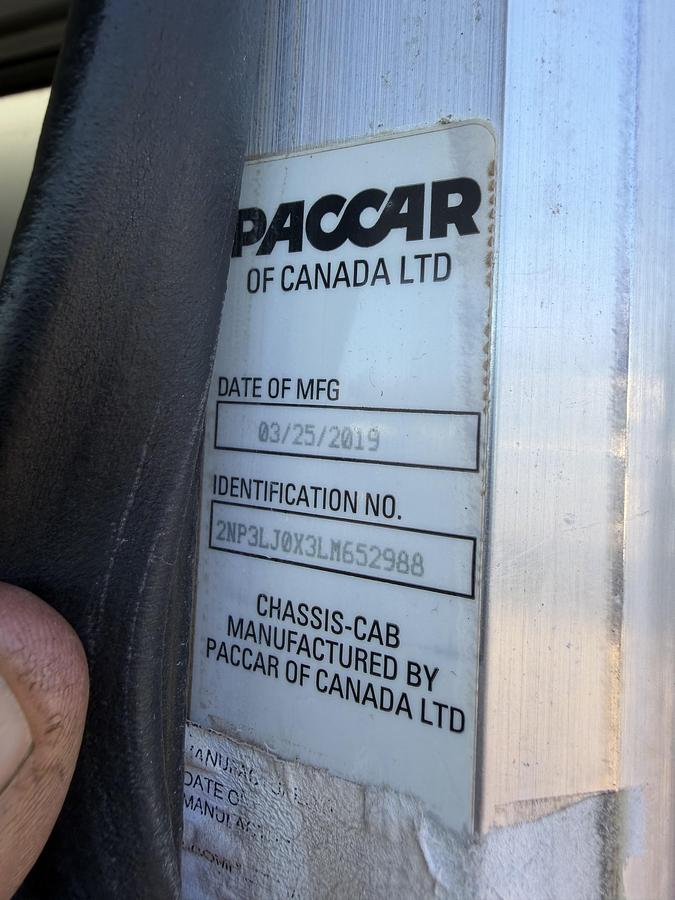 PACCAR
OF CANADA LTD
DATE OF MFG
03/25/2019
IDENTIFICATION NO.
2NP3LJ0X3LM652988
CHASSIS-CAB
MANUFACTURED BY
PACCAR OF CANADA LTD
DATE